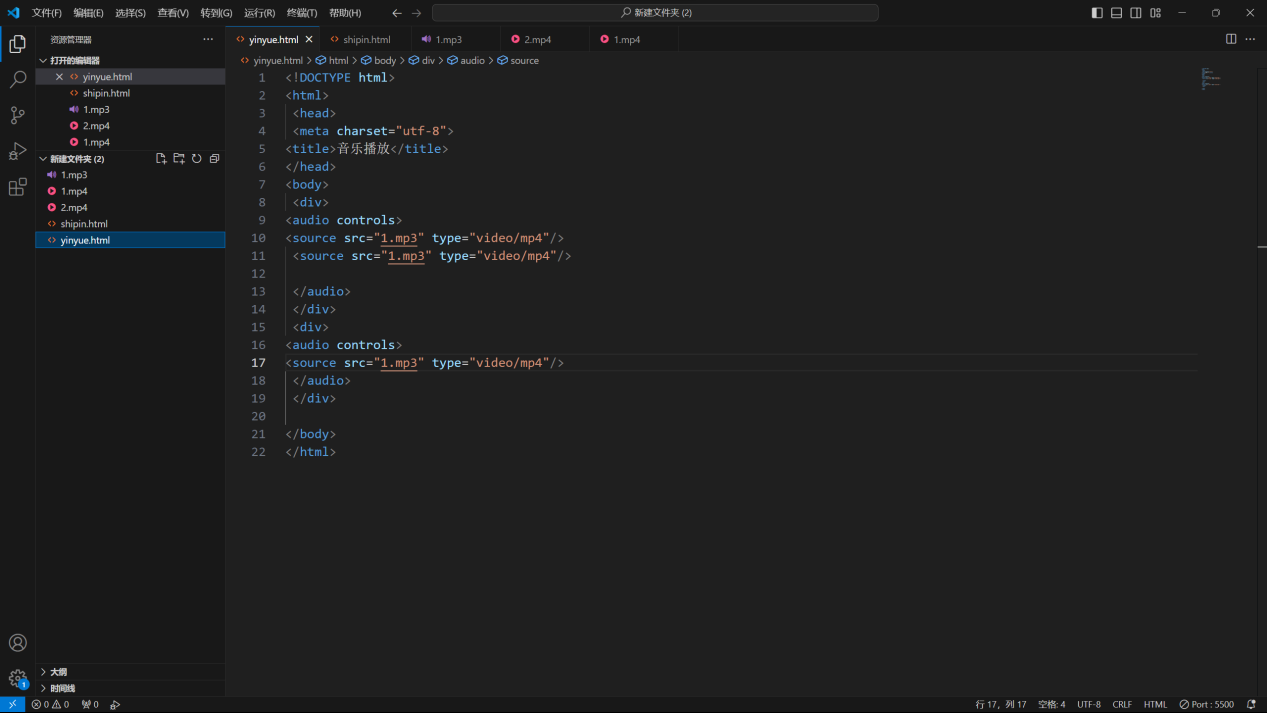 文件(F) 编辑(E) 选择(S) 查看(V) 转到(G) 运行(R) 终端(T) 帮助(H) 新建文件夹 (2)
资源管理器
打开的编辑器
yinyue.html
shipin.html
1.mp3
2.mp4
1.mp4
新建文件夹 (2)
1.mp3
1.mp4
2.mp4
shipin.html
yinyue.html
大纲
时间线
yinyue.html shipin.html 1.mp3 2.mp4 1.mp4
yinyue.html > html > body > div > audio > source
1 <!DOCTYPE html>
2 <html>
3 <head>
4 <meta charset="utf-8">
5 <title>音乐播放</title>
6 </head>
7 <body>
8 <div>
9 <audio controls>
10 <source src="1.mp3" type="video/mp4"/>
11 <source src="1.mp3" type="video/mp4"/>
12
13 </audio>
14 </div>
15 <div>
16 <audio controls>
17 <source src="1.mp3" type="video/mp4"/>
18 </audio>
19 </div>
20
21 </body>
22 </html>
1
0 0 0 行 17，列 17 空格: 4 UTF-8 CRLF HTML Port : 5500